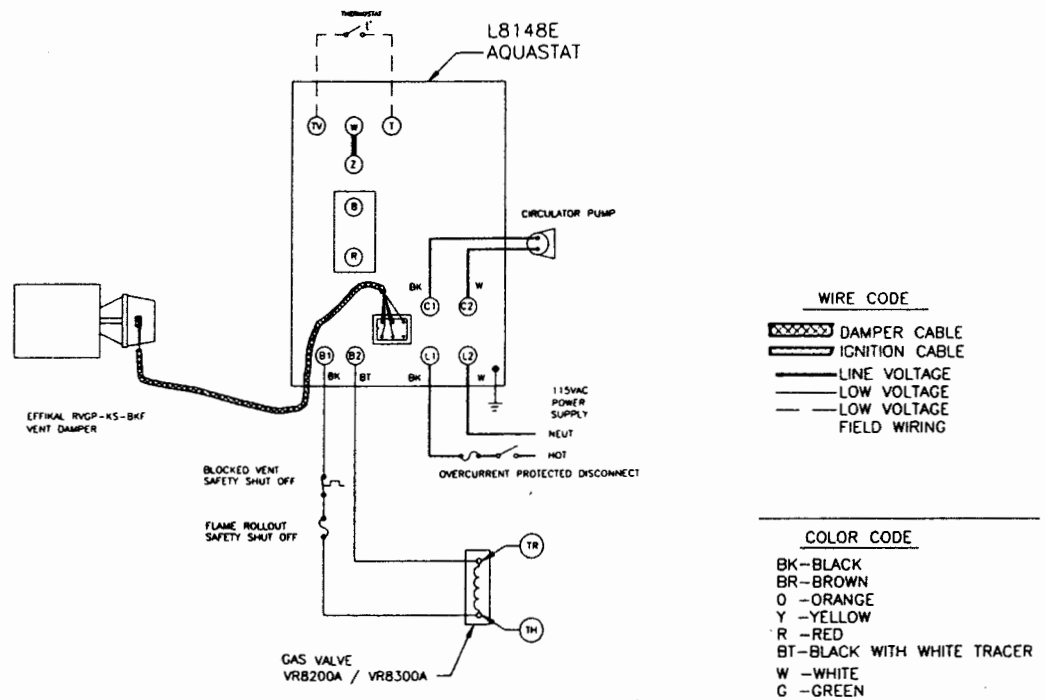 THERMOSTAT
L8148E
AQUASTAT
TV
W
T
Z
B
R
CIRCULATOR PUMP
BK
W
C1
C2
B1
B2
L1
L2
BK
BT
BK
W
115VAC
POWER
SUPPLY
NEUT
HOT
OVERCURRENT PROTECTED DISCONNECT
EFFIKAL RVGP-KS-BKF
VENT DAMPER
BLOCKED VENT
SAFETY SHUT OFF
FLAME ROLLOUT
SAFETY SHUT OFF
TR
TH
GAS VALVE
VR8200A / VR8300A
WIRE CODE
DAMPER CABLE
IGNITION CABLE
LINE VOLTAGE
LOW VOLTAGE
LOW VOLTAGE
FIELD WIRING
COLOR CODE
BK-BLACK
BR-BROWN
O -ORANGE
Y -YELLOW
R -RED
BT-BLACK WITH WHITE TRACER
W -WHITE
G -GREEN